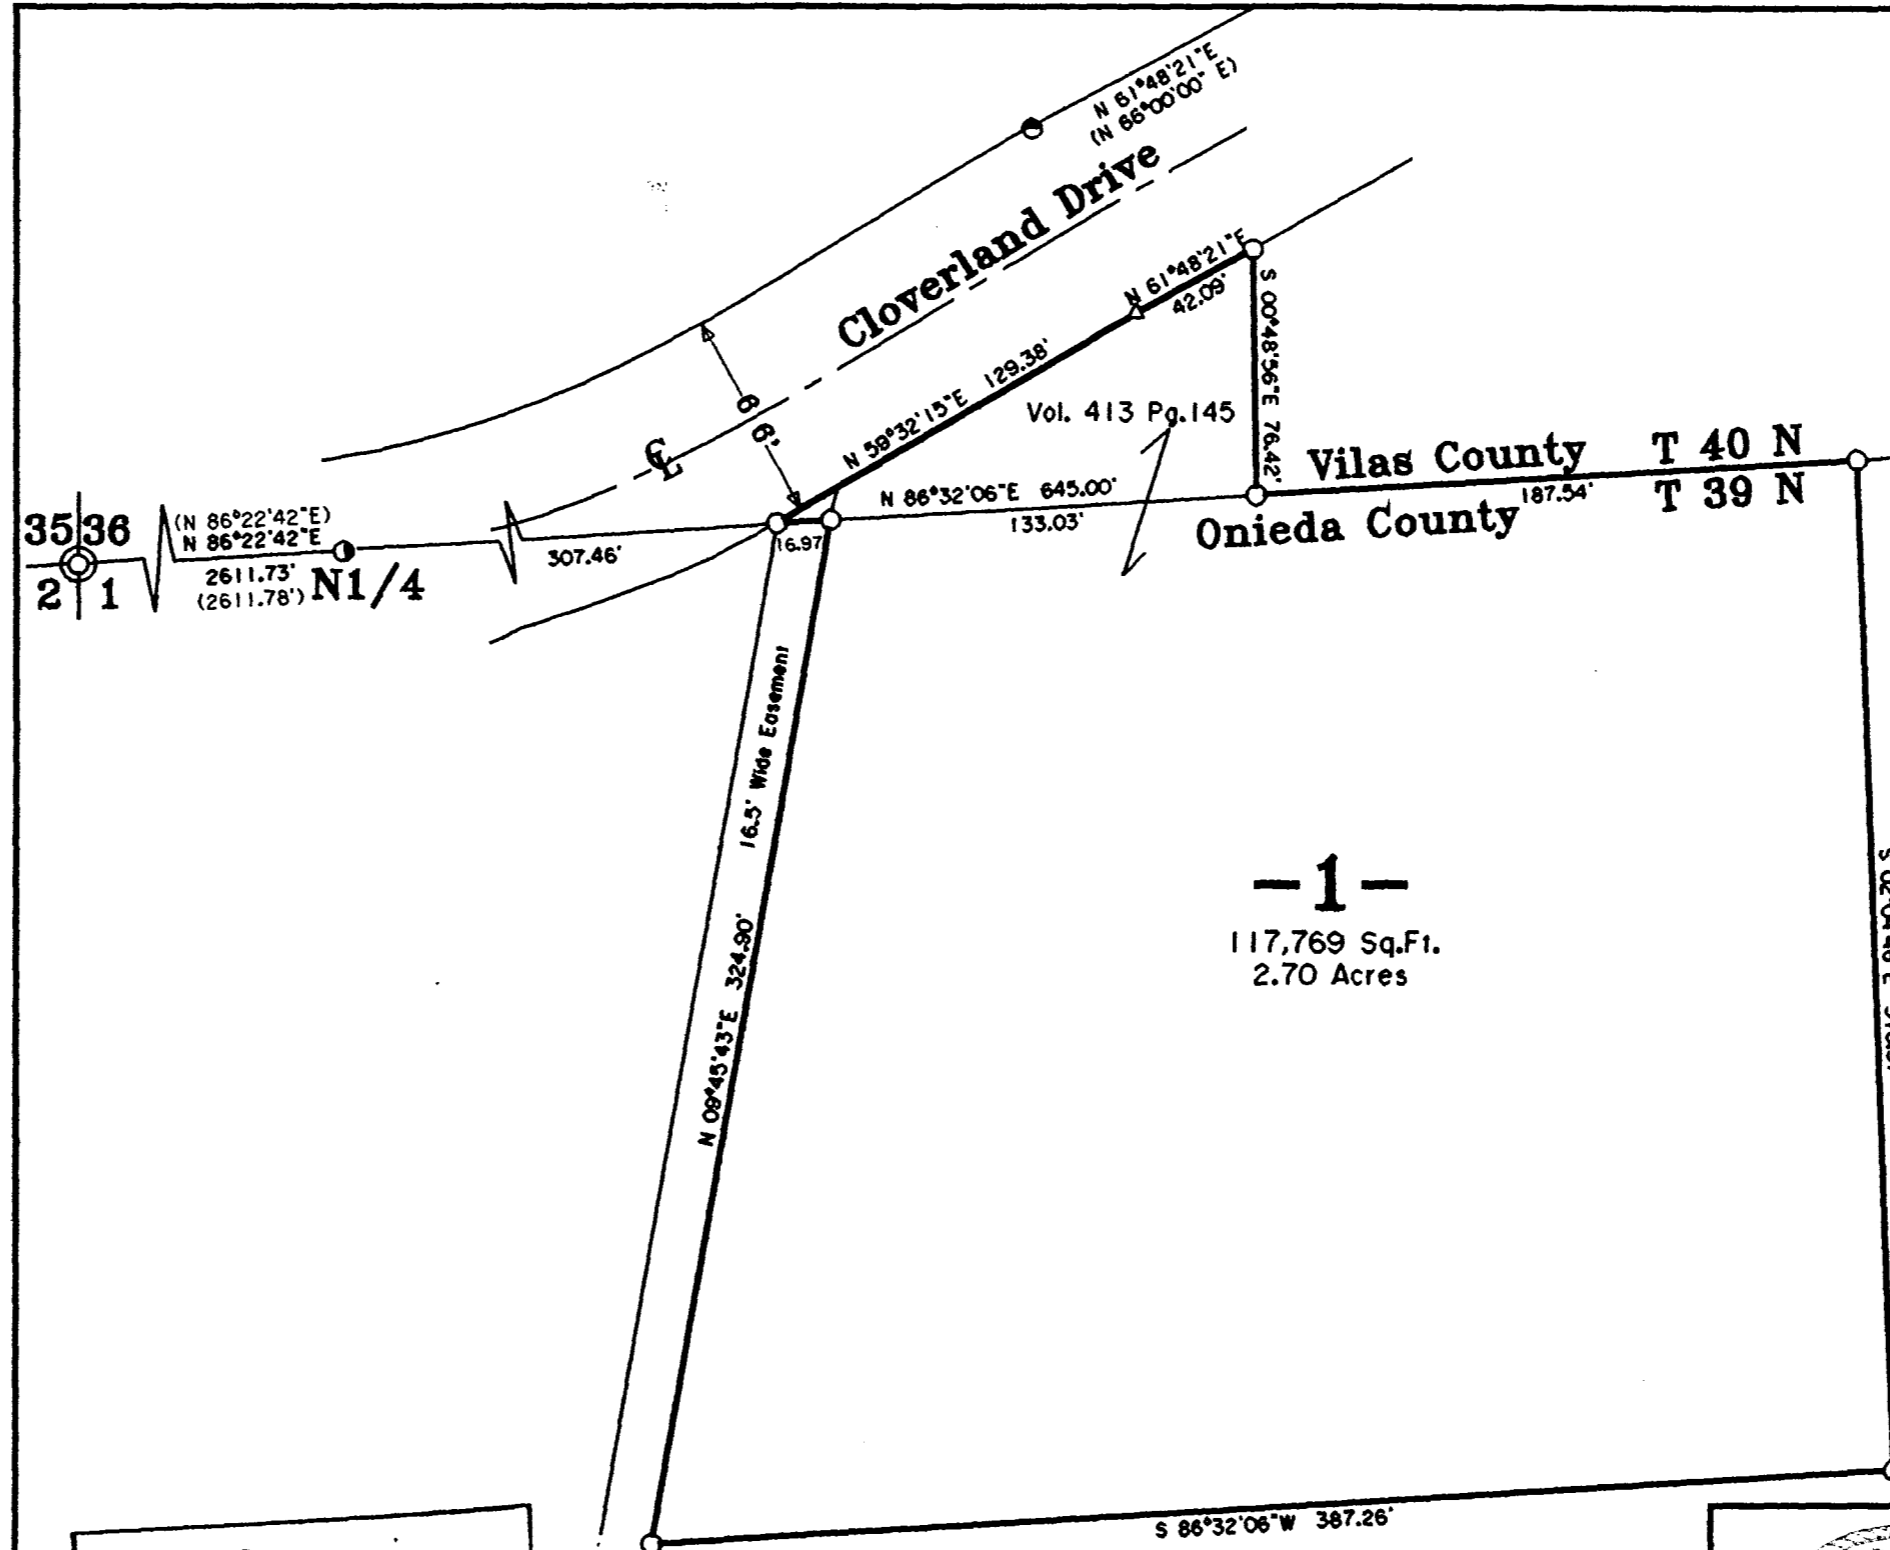 N 61°48'21"E
(N 66°00'00" E)
Cloverland Drive
N 61°48'21"E
42.09'
S 00°48'56"E 76.42'
66'
N 59°32'15"E 129.38'
Vol. 413 Pg.145
℄
Vilas County T 40 N
N 86°32'06"E 645.00'
187.54'
T 39 N
133.03'
Onieda County
35 36
(N 86°22'42"E)
N 86°22'42"E
307.46'
16.97'
2 1
2611.73'
(2611.78')
N1/4
16.5' Wide Easement
-1-
117,769 Sq.Ft.
2.70 Acres
N 09°45'43"E 324.90'
S 86°32'06"W 387.26'